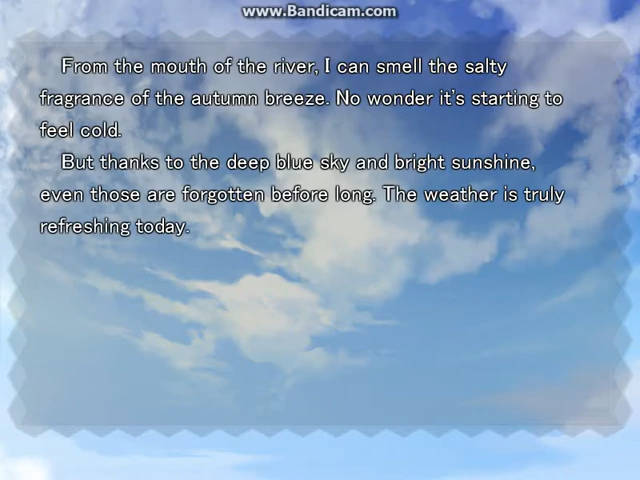 www.Bandicam.com
From the mouth of the river, I can smell the salty
fragrance of the autumn breeze. No wonder it's starting to
feel cold.
But thanks to the deep blue sky and bright sunshine,
even those are forgotten before long. The weather is truly
refreshing today.